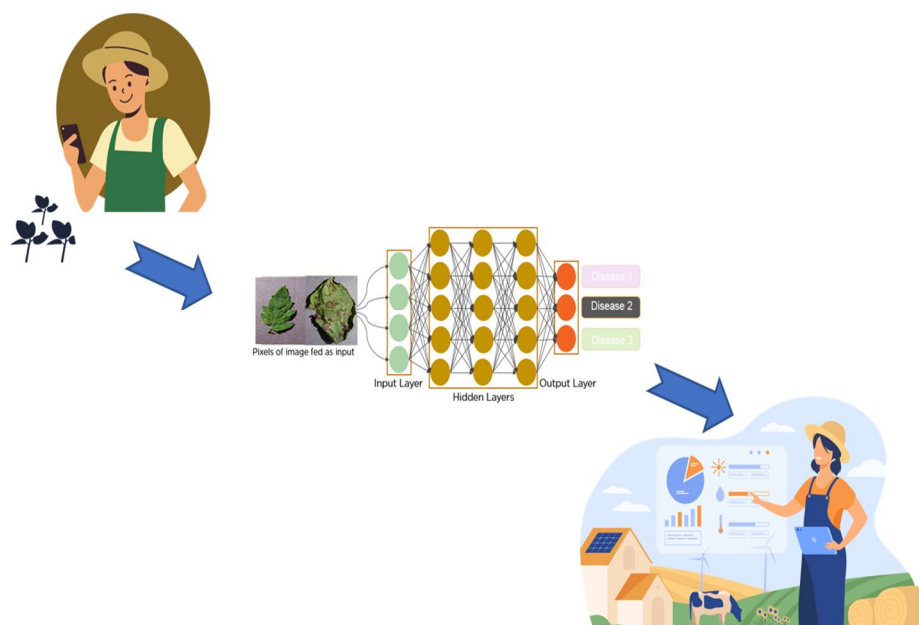 Disease 1
Disease 2
Disease 3
Pixels of image fed as input
Input Layer
Output Layer
Hidden Layers